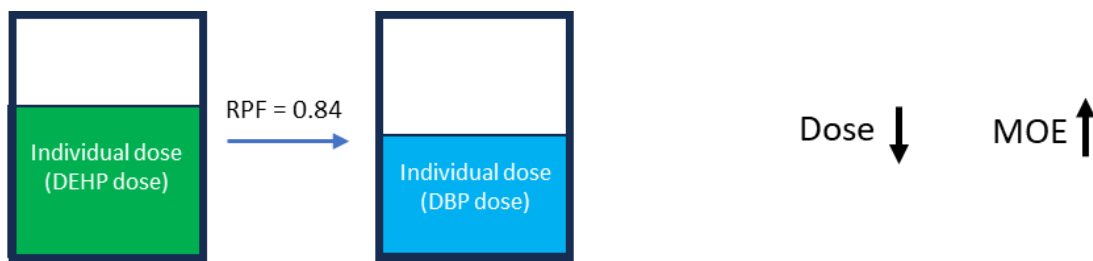 RPF = 0.84
Individual dose
(DEHP dose)
Individual dose
(DBP dose)
Dose
MOE